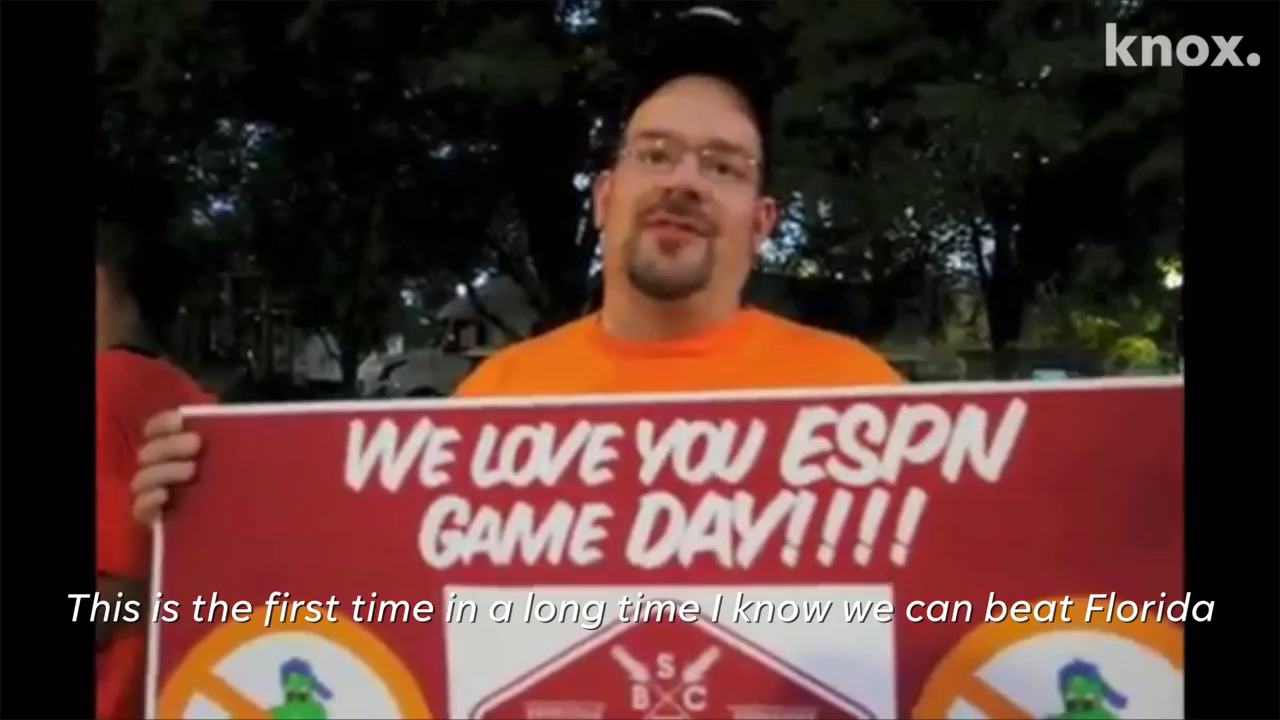 knox.
WE LOVE YOU ESPN
GAME DAY!!!!
This is the first time in a long time I know we can beat Florida
S
B C